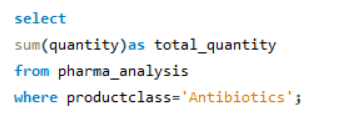 select
sum(quantity)as total_quantity
from pharma_analysis
where productclass='Antibiotics';